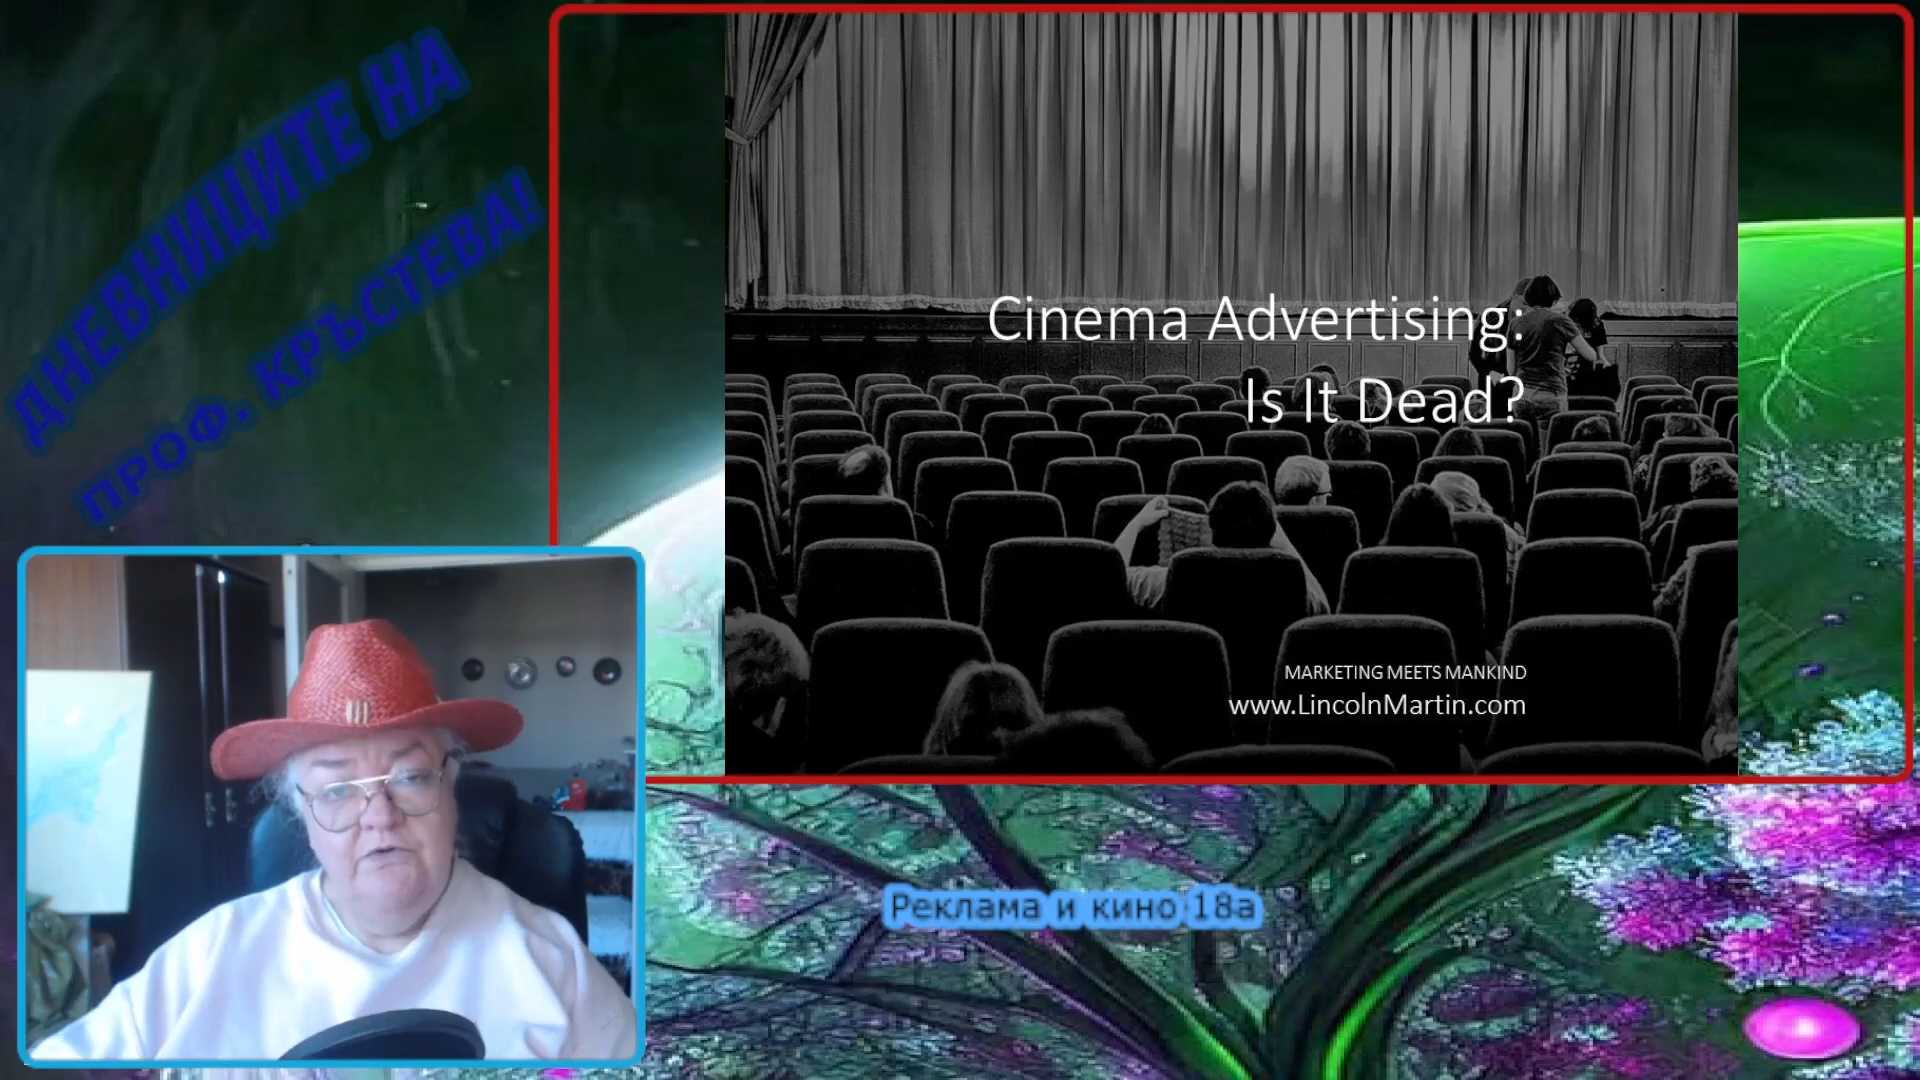 ДНЕВНИЦИТЕ НА
ПРОФ. КРЪСТЕВА!
Cinema Advertising:
Is It Dead?
MARKETING MEETS MANKIND
www.LincolnMartin.com
Реклама и кино 18а